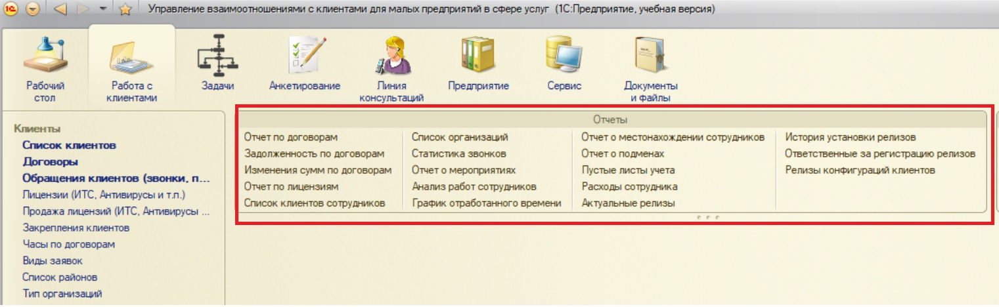 Управление взаимоотношениями с клиентами для малых предприятий в сфере услуг (1С:Предприятие, учебная версия)
Рабочий стол
Работа с клиентами
Задачи
Анкетирование
Линия консультаций
Предприятие
Сервис
Документы и файлы
Клиенты
Список клиентов
Договоры
Обращения клиентов (звонки, п...
Лицензии (ИТС, Антивирусы и т.п.)
Продажа лицензий (ИТС, Антивирусы ...
Закрепления клиентов
Часы по договорам
Виды заявок
Список районов
Тип организаций
Отчеты
Отчет по договорам
Задолженность по договорам
Изменения сумм по договорам
Отчет по лицензиям
Список клиентов сотрудников
Список организаций
Статистика звонков
Отчет о мероприятиях
Анализ работ сотрудников
График отработанного времени
Отчет о местонахождении сотрудников
Отчет о подменах
Пустые листы учета
Расходы сотрудника
Актуальные релизы
История установки релизов
Ответственные за регистрацию релизов
Релизы конфигураций клиентов